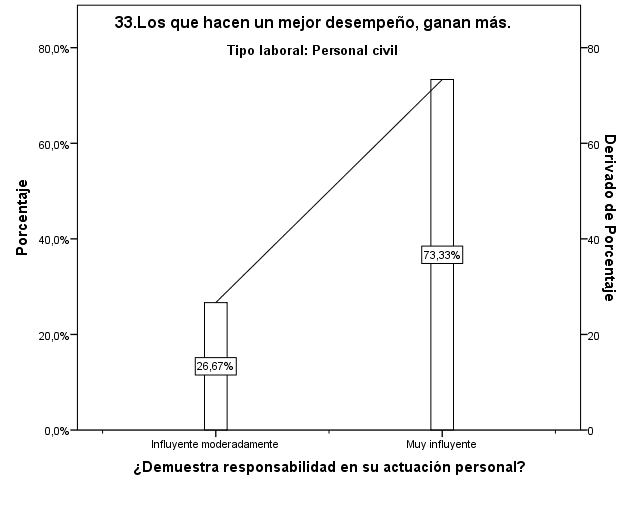 33.Los que hacen un mejor desempeño, ganan más.
Tipo laboral: Personal civil
80,0%
60,0%
40,0%
20,0%
0,0%
Porcentaje
26,67%
73,33%
80
60
40
20
0
Derivado de Porcentaje
Influyente moderadamente
Muy influyente
¿Demuestra responsabilidad en su actuación personal?